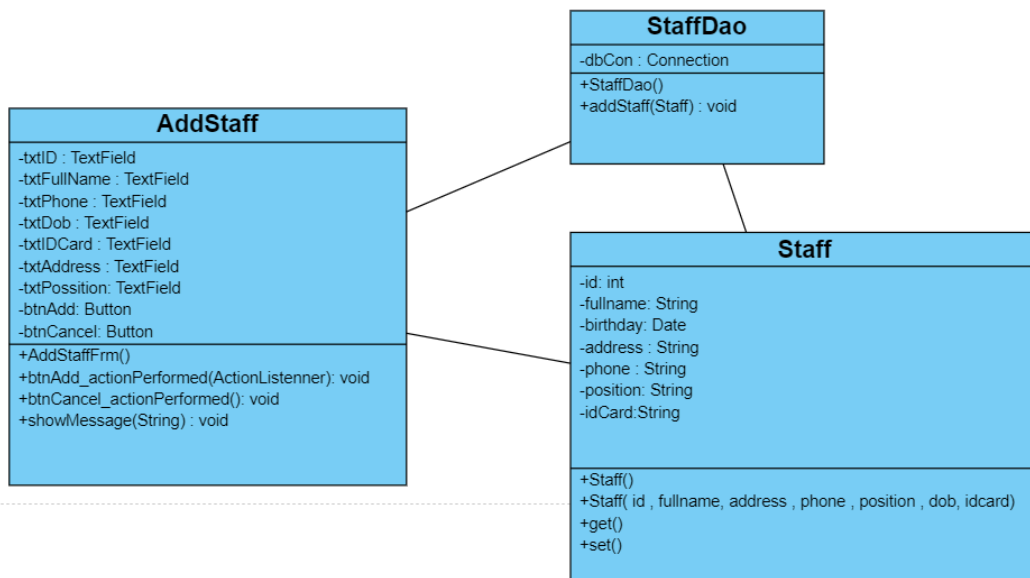 StaffDao
-dbCon : Connection
+StaffDao()
+addStaff(Staff) : void
AddStaff
-txtID : TextField
-txtFullName : TextField
-txtPhone : TextField
-txtDob : TextField
-txtIDCard : TextField
-txtAddress : TextField
-txtPossition: TextField
-btnAdd: Button
-btnCancel: Button
+AddStaffFrm()
+btnAdd_actionPerformed(ActionListenner): void
+btnCancel_actionPerformed(): void
+showMessage(String) : void
Staff
-id: int
-fullname: String
-birthday: Date
-address : String
-phone : String
-position: String
-idCard:String
+Staff()
+Staff( id , fullname, address , phone , position , dob, idcard)
+get()
+set()